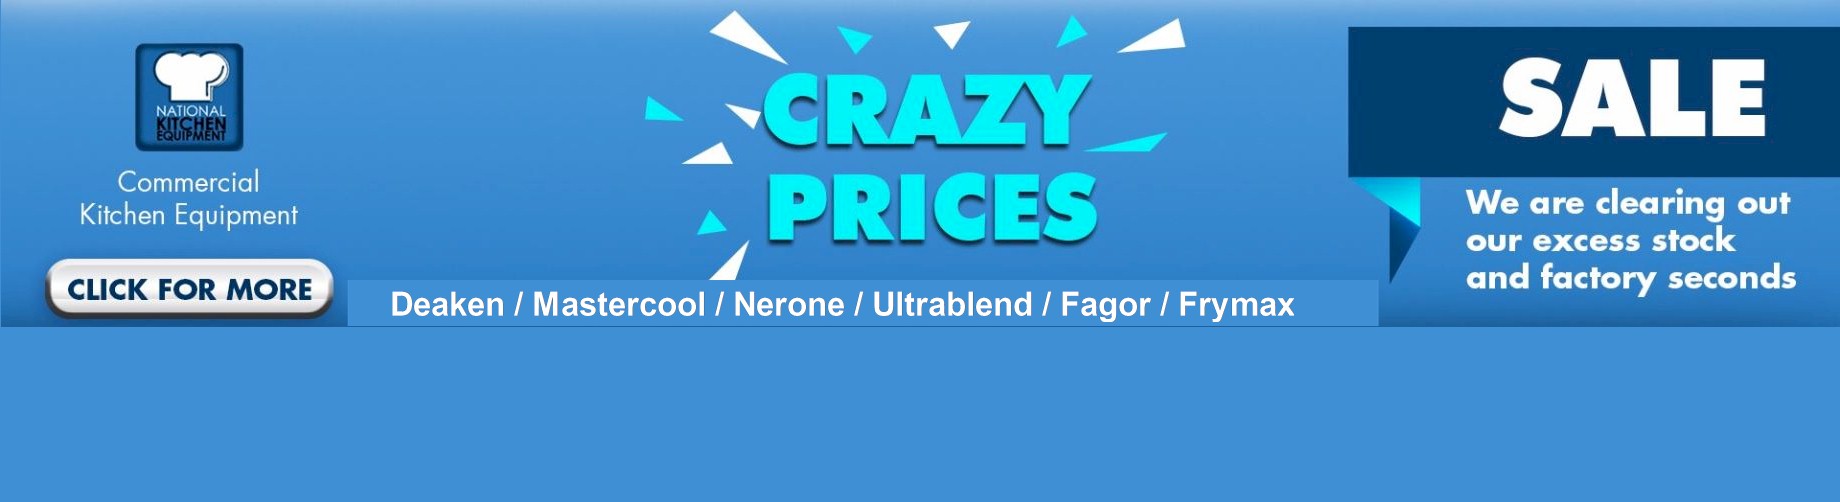 NATIONAL
KITCHEN
EQUIPMENT
Commercial
Kitchen Equipment
CLICK FOR MORE
CRAZY
PRICES
Deaken / Mastercool / Nerone / Ultrablend / Fagor / Frymax
SALE
We are clearing out
our excess stock
and factory seconds